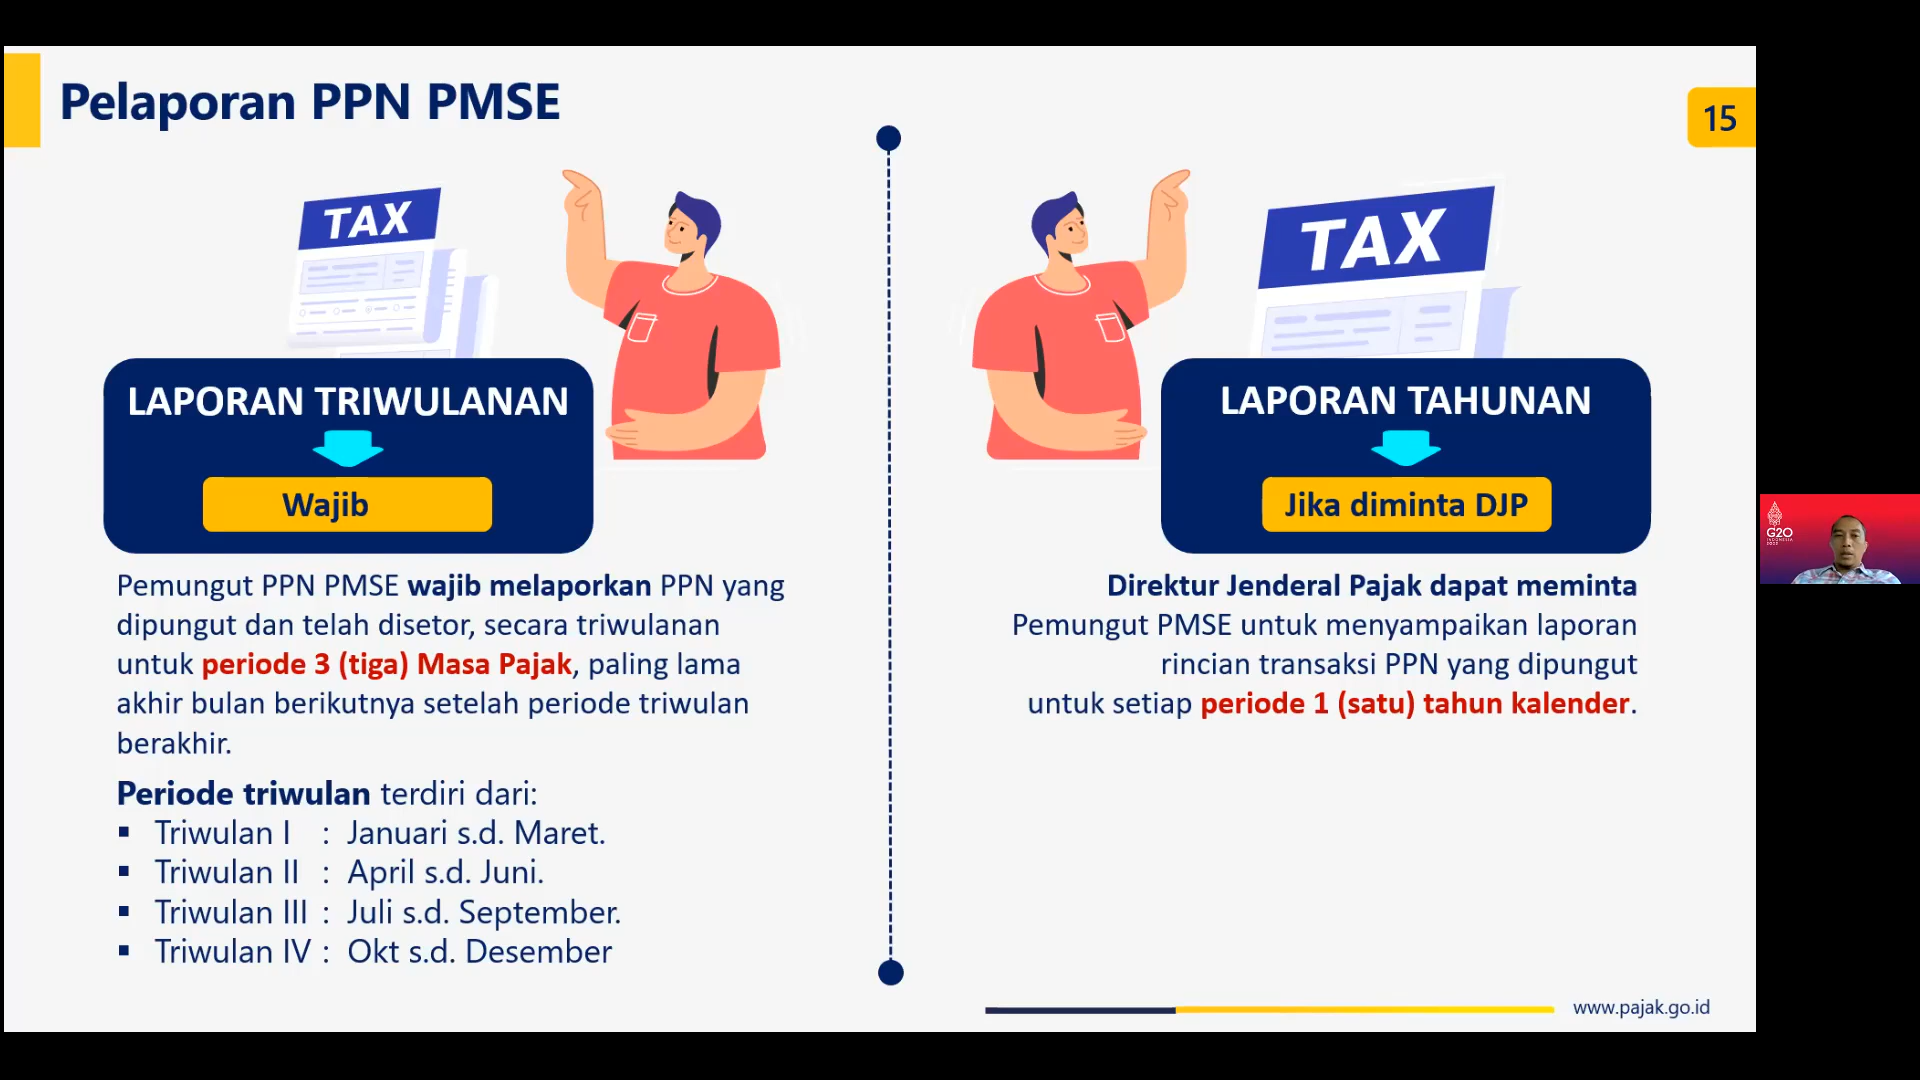 Pelaporan PPN PMSE
15
TAX
LAPORAN TRIWULANAN
Wajib
Pemungut PPN PMSE wajib melaporkan PPN yang
dipungut dan telah disetor, secara triwulanan
untuk periode 3 (tiga) Masa Pajak, paling lama
akhir bulan berikutnya setelah periode triwulan
berakhir.
Periode triwulan terdiri dari:
▪ Triwulan I : Januari s.d. Maret.
▪ Triwulan II : April s.d. Juni.
▪ Triwulan III : Juli s.d. September.
▪ Triwulan IV : Okt s.d. Desember
TAX
LAPORAN TAHUNAN
Jika diminta DJP
Direktur Jenderal Pajak dapat meminta
Pemungut PMSE untuk menyampaikan laporan
rincian transaksi PPN yang dipungut
untuk setiap periode 1 (satu) tahun kalender.
www.pajak.go.id
G20
INDONESIA
2022